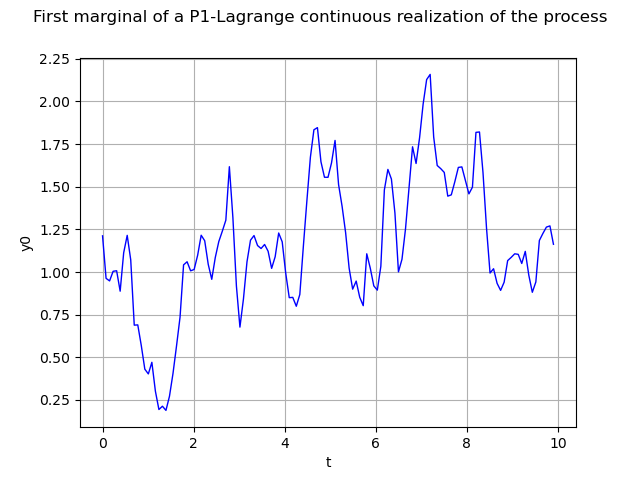 First marginal of a P1-Lagrange continuous realization of the process
2.25
2.00
1.75
1.50
1.25
1.00
0.75
0.50
0.25
y0
0 2 4 6 8 10
t